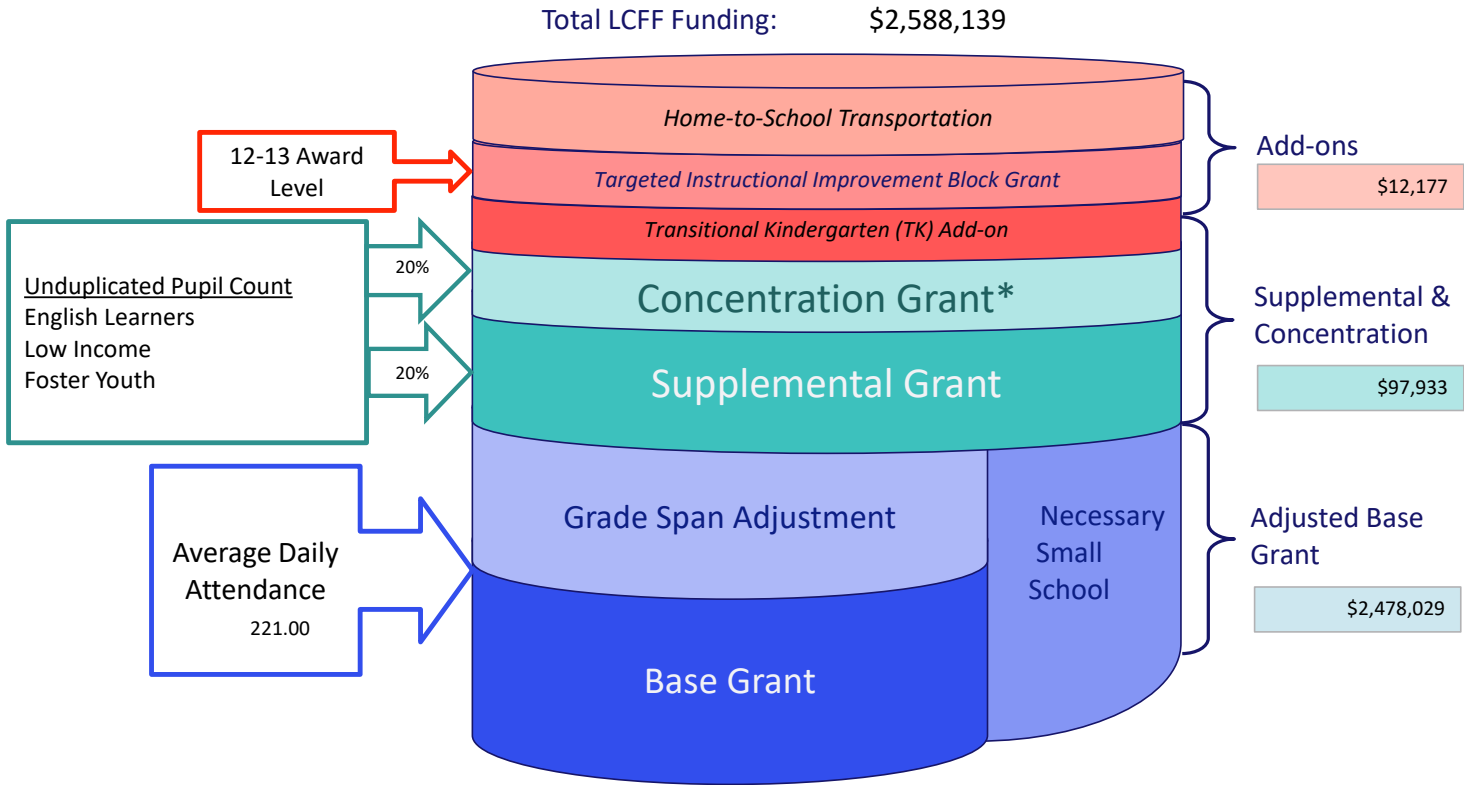 Total LCFF Funding: $2,588,139
Home-to-School Transportation
12-13 Award
Level
Targeted Instructional Improvement Block Grant
Add-ons
$12,177
Transitional Kindergarten (TK) Add-on
Unduplicated Pupil Count
English Learners
Low Income
Foster Youth
20%
20%
Concentration Grant*
Supplemental Grant
Supplemental &
Concentration
$97,933
Average Daily
Attendance
221.00
Grade Span Adjustment
Base Grant
Necessary
Small
School
Adjusted Base
Grant
$2,478,029